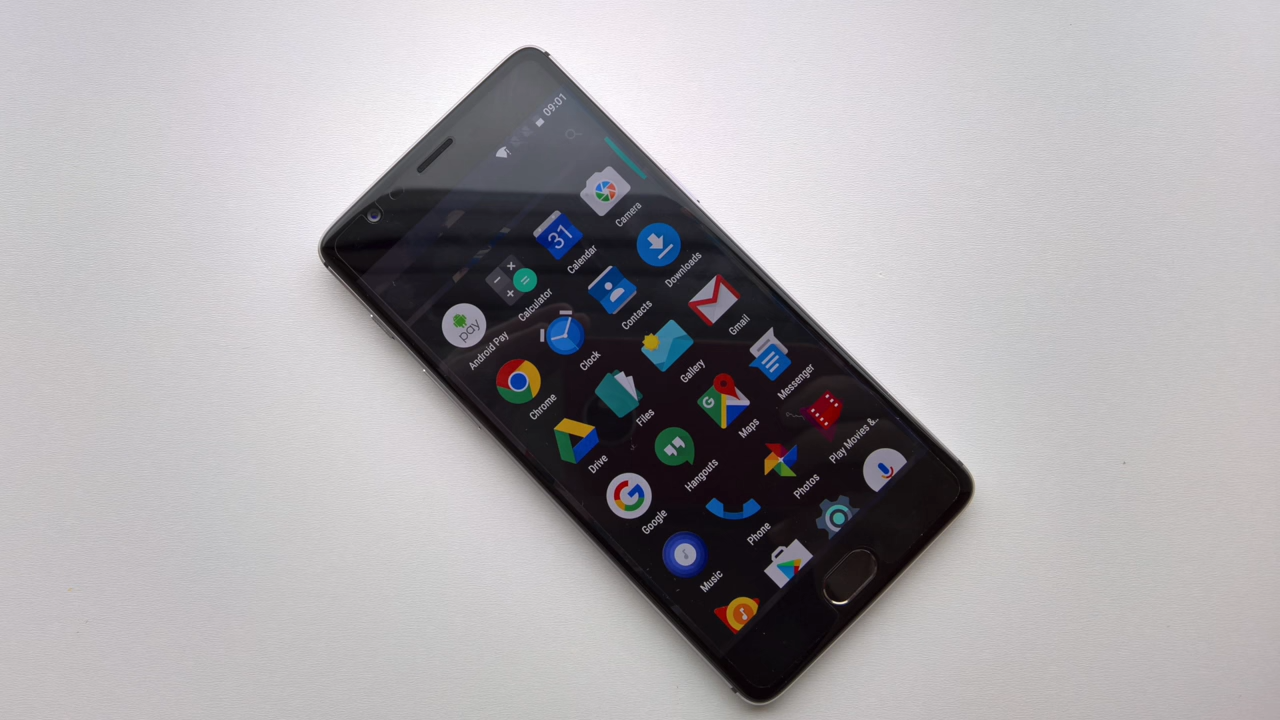 09:01
pay
Android Pay
Calculator
31
Calendar
Camera
Chrome
Clock
Contacts
Downloads
Drive
Files
Gallery
Gmail
G
Google
Hangouts
G
Maps
Messenger
Music
Phone
Photos
Play Movies &..